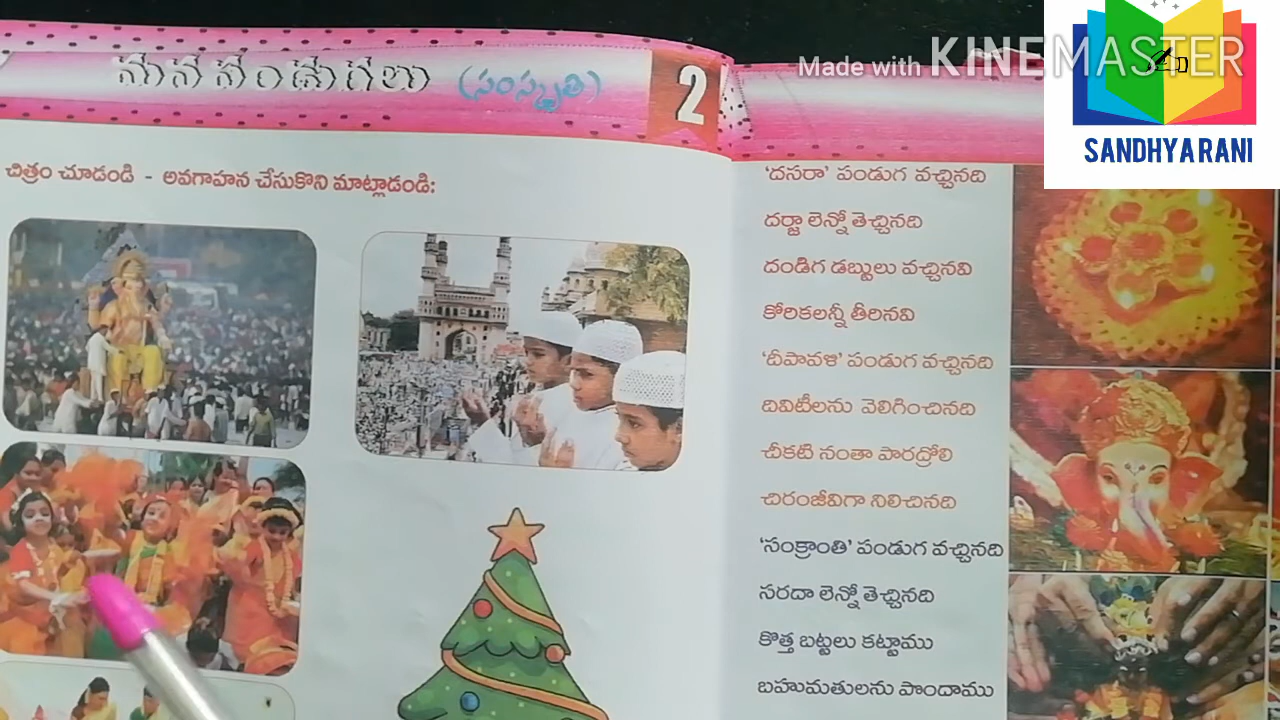 మన పండుగలు (సంస్కృతి)
2
చిత్రం చూడండి - అవగాహన చేసుకొని మాట్లాడండి:
'దసరా' పండుగ వచ్చినది
దర్జా లెన్నో తెచ్చినది
దండిగ డబ్బులు వచ్చినవి
కోరికలన్నీ తీరినవి
'దీపావళి' పండుగ వచ్చినది
దివిటీలను వెలిగించినది
చీకటి నంతా పారద్రోలి
చిరంజీవిగా నిలిచినది
'సంక్రాంతి' పండుగ వచ్చినది
సరదా లెన్నో తెచ్చినది
కొత్త బట్టలు కట్టాము
బహుమతులను పొందాము
Made with KINEMASTER
SANDHYARANI